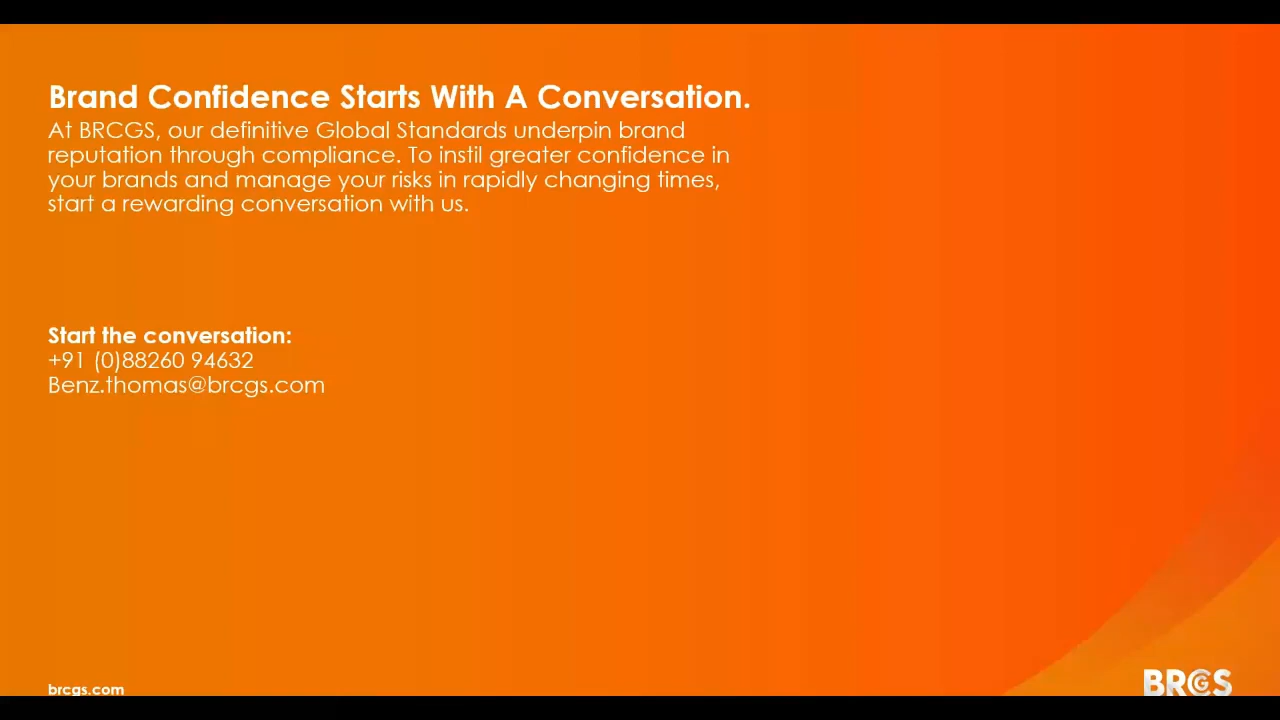 Brand Confidence Starts With A Conversation.
At BRCGS, our definitive Global Standards underpin brand
reputation through compliance. To instil greater confidence in
your brands and manage your risks in rapidly changing times,
start a rewarding conversation with us.
Start the conversation:
+91 (0)88260 94632
Benz.thomas@brcgs.com
brcgs.com
BRCGS